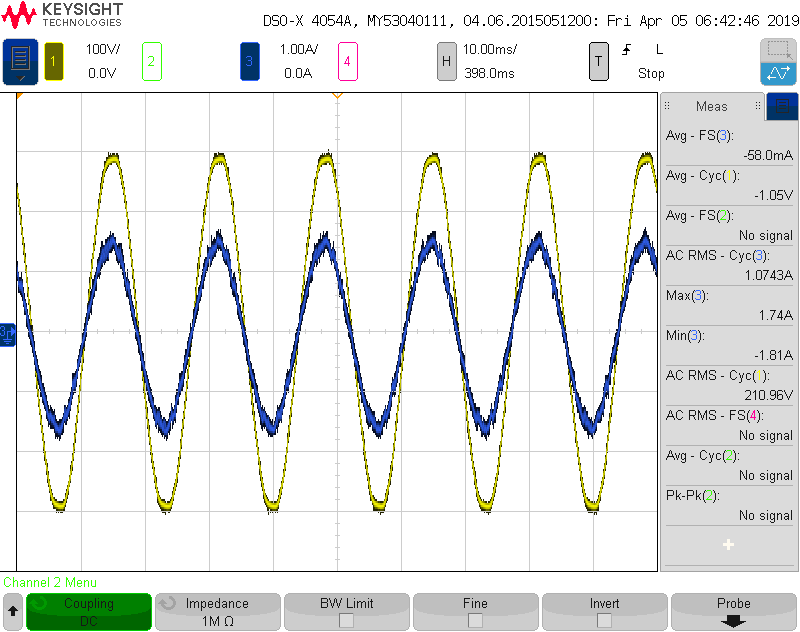 KEYSIGHT
TECHNOLOGIES
DSO-X 4054A, MY53040111, 04.06.2015051200: Fri Apr 05 06:42:46 2019
1 100V/ 2 3 1.00A/ 4 H 10.00ms/ T L
0.0V 0.0A 398.0ms Stop
Meas
Avg - FS(3):
-58.0mA
Avg - Cyc( ):
-1.05V
Avg - FS(2):
No signal
AC RMS - Cyc(3):
1.0743A
Max(3):
1.74A
Min(3):
-1.81A
AC RMS - Cyc( ):
210.96V
AC RMS - FS(4):
No signal
Avg - Cyc(2):
No signal
Pk-Pk(2):
No signal
3
Channel 2 Menu
Coupling
DC
Impedance
1M Ω
BW Limit
Fine
Invert
Probe